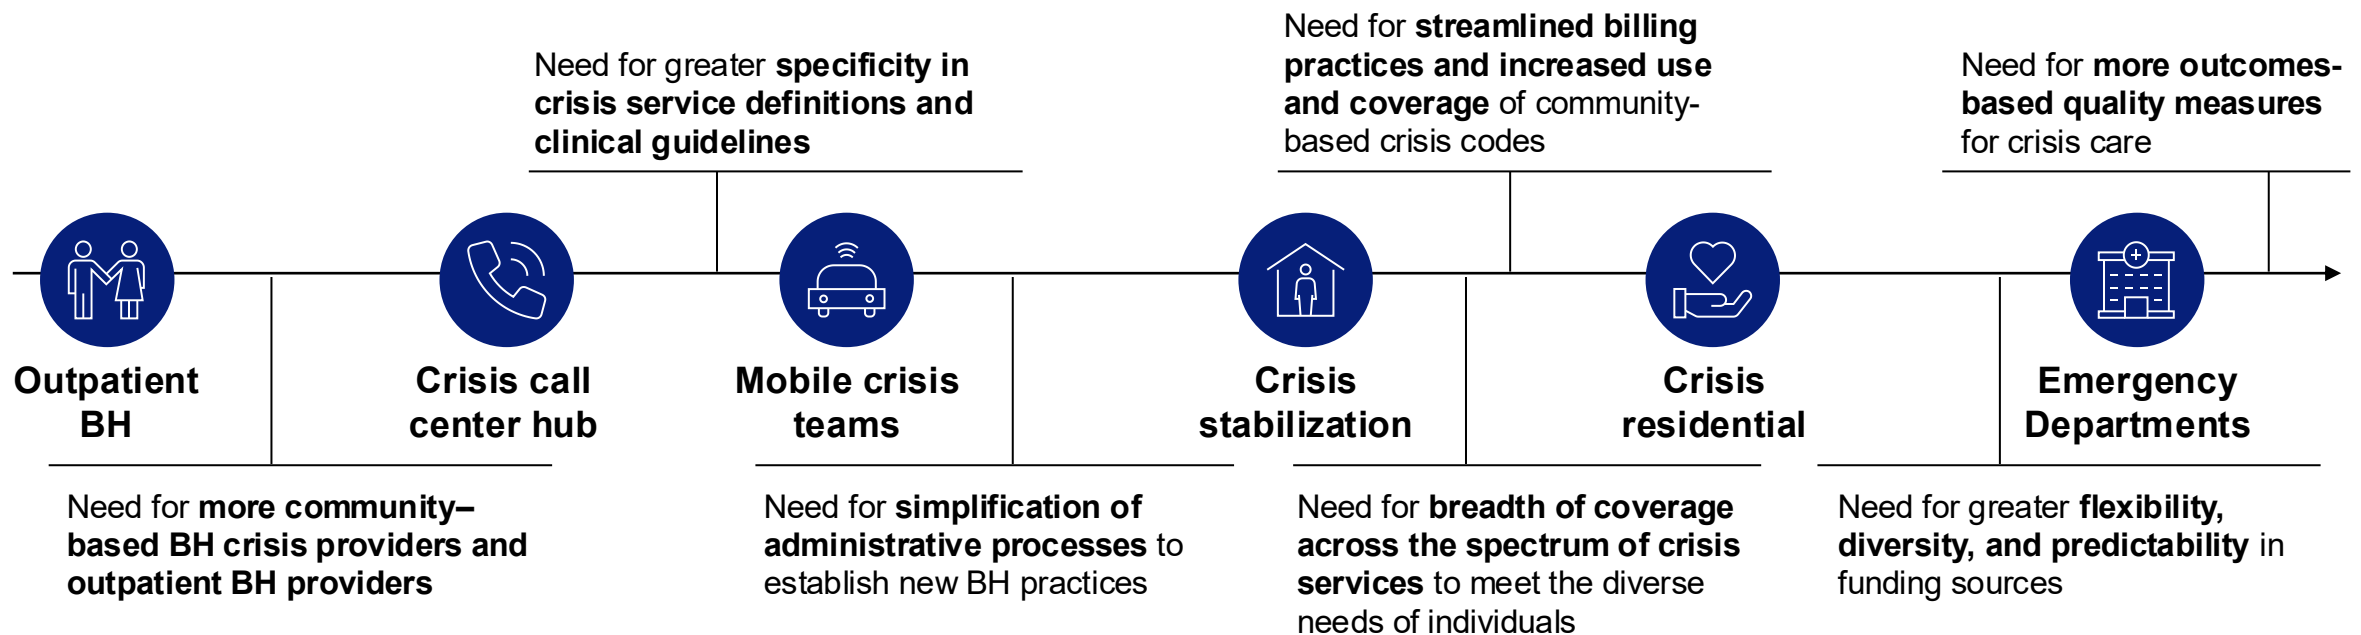 Need for greater specificity in
crisis service definitions and
clinical guidelines
Need for streamlined billing
practices and increased use
and coverage of community-
based crisis codes
Need for more outcomes-
based quality measures
for crisis care
Outpatient
BH
Crisis call
center hub
Mobile crisis
teams
Crisis
stabilization
Crisis
residential
Emergency
Departments
Need for more community–
based BH crisis providers and
outpatient BH providers
Need for simplification of
administrative processes to
establish new BH practices
Need for breadth of coverage
across the spectrum of crisis
services to meet the diverse
needs of individuals
Need for greater flexibility,
diversity, and predictability in
funding sources